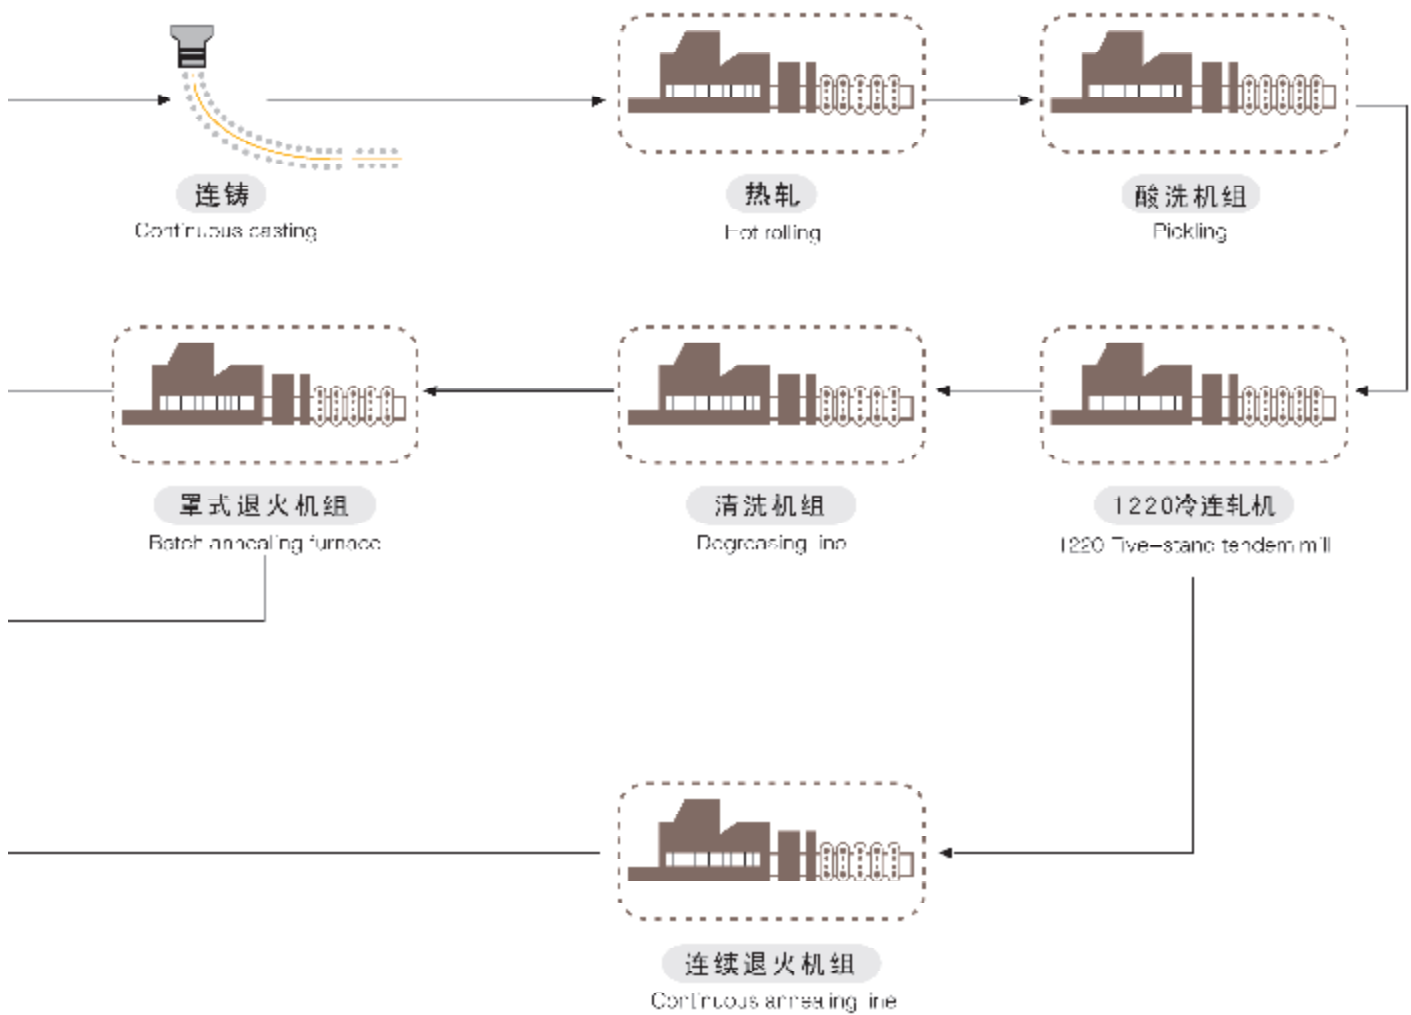 连铸
Continuous casting
热轧
Hot rolling
酸洗机组
Pickling
罩式退火机组
Batch annealing furnace
清洗机组
Degreasing line
1220冷连轧机
1220 Five-stand tandem mill
连续退火机组
Continuous annealing line